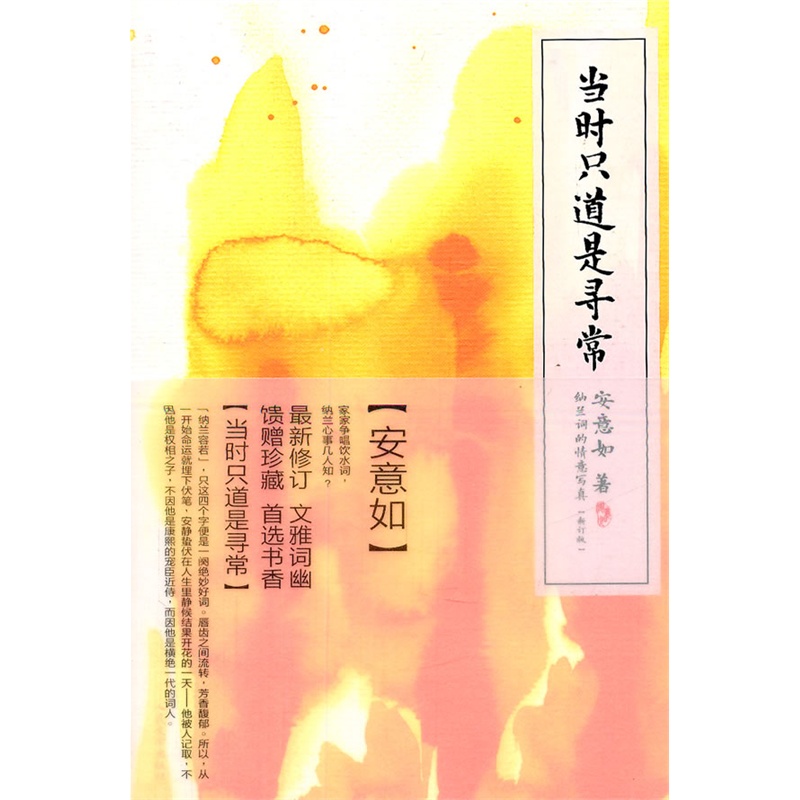 当时只道是寻常
安意如 著
纳兰词的情意写真【新订版】
【安意如】
家家争唱饮水词，
纳兰心事几人知？
最新修订 文雅词幽
馈赠珍藏 首选书香
【当时只道是寻常】
「纳兰容若」，只这四个字便是一阕绝妙好词。唇齿之间流转，芳香馥郁。所以，从
一开始命运就埋下伏笔，安静蛰伏在人生里静候结果开花的一天——他被人记取，不
因他是权相之子，不因他是康熙的宠臣近侍，而因他是横绝一代的词人。